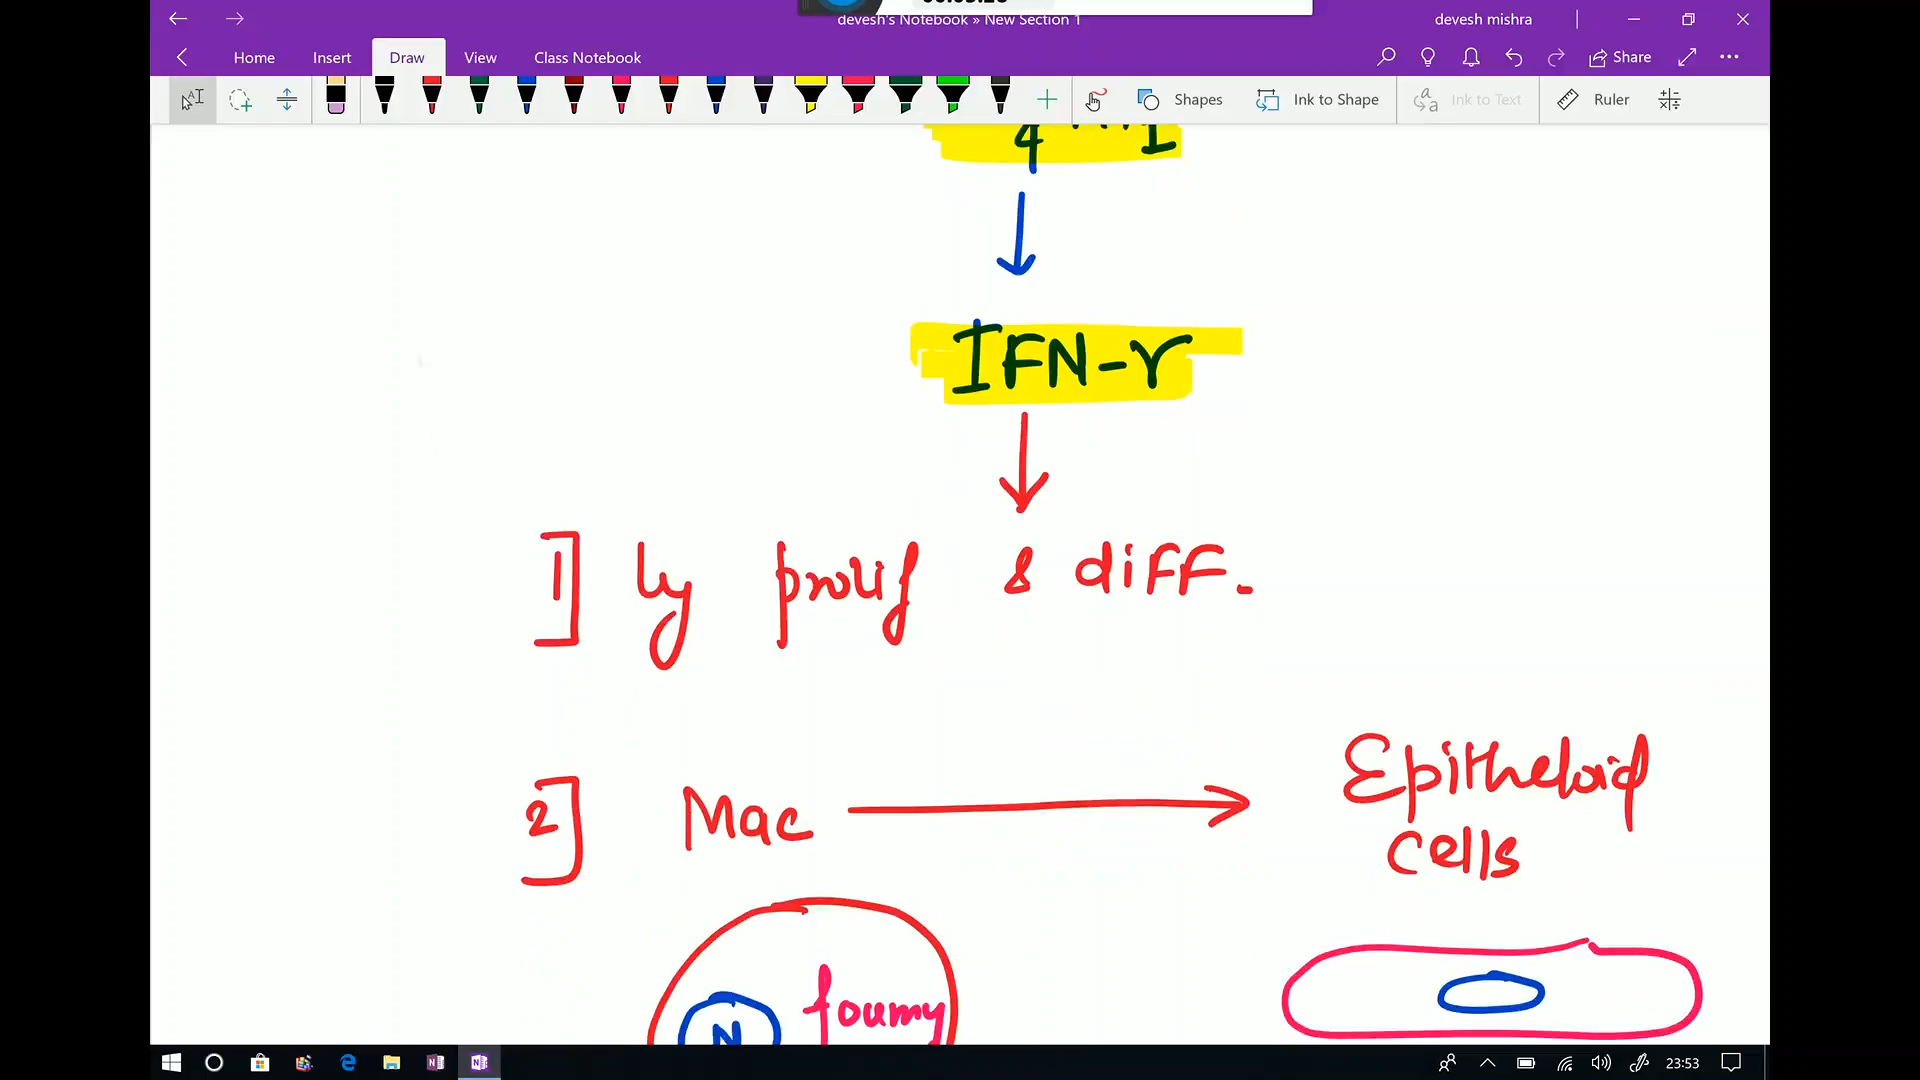 devesh's Notebook » New Section 1
devesh mishra
Home Insert Draw View Class Notebook
Share
Shapes Ink to Shape Ink to Text Ruler
IFN-γ
1] ly prolif & diff.
2] Mac Epitheloid
cells
N foumy
23:53